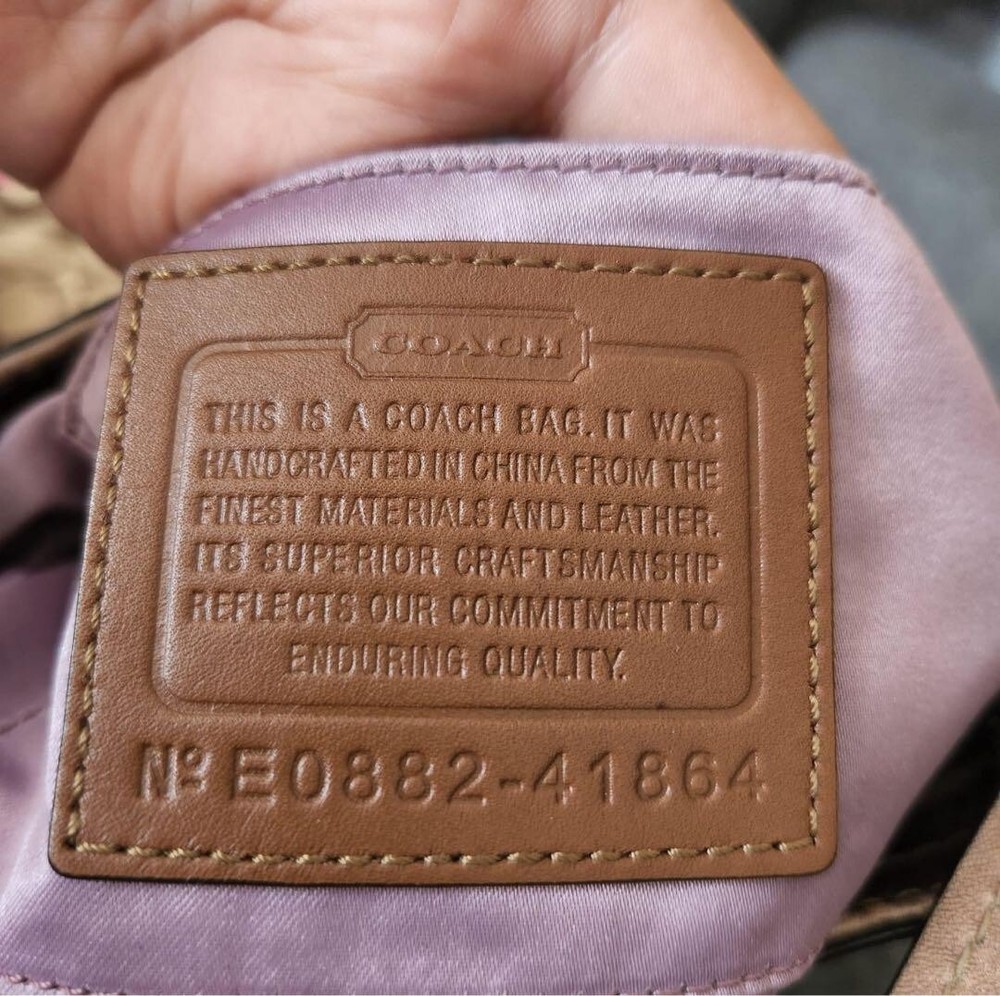 COACH
THIS IS A COACH BAG. IT WAS
HANDCRAFTED IN CHINA FROM THE
FINEST MATERIALS AND LEATHER.
ITS SUPERIOR CRAFTSMANSHIP
REFLECTS OUR COMMITMENT TO
ENDURING QUALITY.
Nº E0882-41864